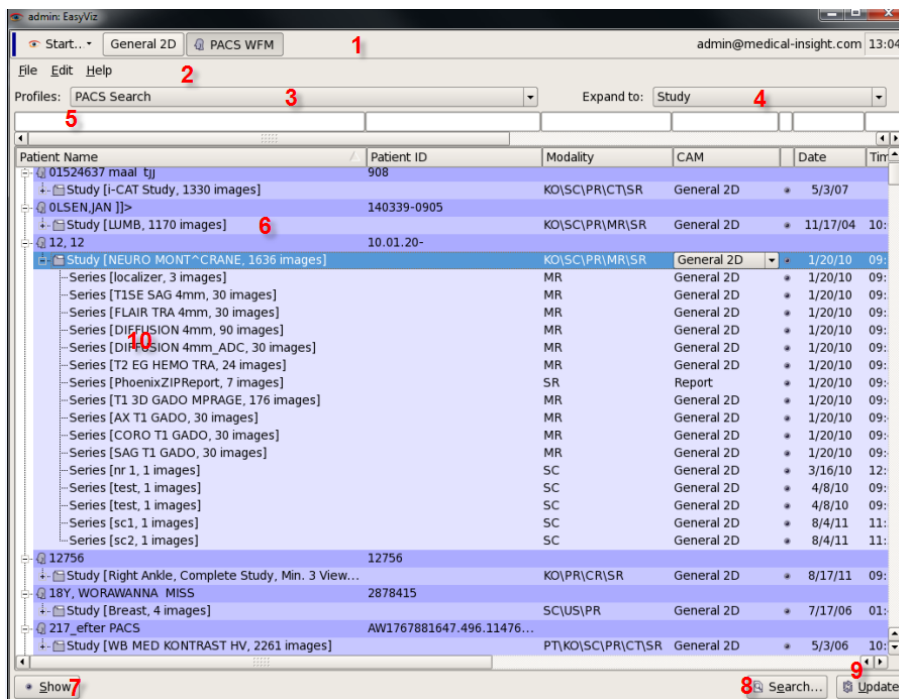 admin: EasyViz
Start... General 2D PACS WFM 1 admin@medical-insight.com 13:04
File Edit Help 2
Profiles: PACS Search 3 Expand to: Study 4
5
Patient Name Patient ID Modality CAM Date Tim
01524637 maal tjj 908
Study [i-CAT Study, 1330 images] KO\SC\PR\CT\SR General 2D 5/3/07
OLSEN,JAN ]]> 140339-0905
Study [LUMB, 1170 images] 6 KO\SC\PR\MR\SR General 2D 11/17/04 10:
12, 12 10.01.20-
Study [NEURO MONT^CRANE, 1636 images] KO\SC\PR\MR\SR General 2D 1/20/10 09:
Series [localizer, 3 images] MR General 2D 1/20/10 09:
Series [T1SE SAG 4mm, 30 images] MR General 2D 1/20/10 09:
Series [FLAIR TRA 4mm, 30 images] MR General 2D 1/20/10 09:
Series [DIFFUSION 4mm, 90 images] MR General 2D 1/20/10 09:
10
Series [DIFFUSION 4mm_ADC, 30 images] MR General 2D 1/20/10 09:
Series [T2 EG HEMO TRA, 24 images] MR General 2D 1/20/10 09:
Series [PhoenixZIPReport, 7 images] SR Report 1/20/10 09:
Series [T1 3D GADO MPRAGE, 176 images] MR General 2D 1/20/10 09:
Series [AX T1 GADO, 30 images] MR General 2D 1/20/10 09:
Series [CORO T1 GADO, 30 images] MR General 2D 1/20/10 09:
Series [SAG T1 GADO, 30 images] MR General 2D 1/20/10 09:
Series [nr 1, 1 images] SC General 2D 3/16/10 12:
Series [test, 1 images] SC General 2D 4/8/10 09:
Series [test, 1 images] SC General 2D 4/8/10 09:
Series [sc1, 1 images] SC General 2D 8/4/11 11:
Series [sc2, 1 images] SC General 2D 8/4/11 11:
12756 12756
Study [Right Ankle, Complete Study, Min. 3 View... KO\PR\CR\SR General 2D 8/17/11 09:
18Y, WORAWANNA MISS 2878415
Study [Breast, 4 images] SC\US\PR General 2D 7/17/06 01:
217_efter PACS AW1767881647.496.11476...
Study [WB MED KONTRAST HV, 2261 images] PT\KO\SC\PR\CT\SR General 2D 5/3/06 10:
Show 7 8 Search... 9 Update